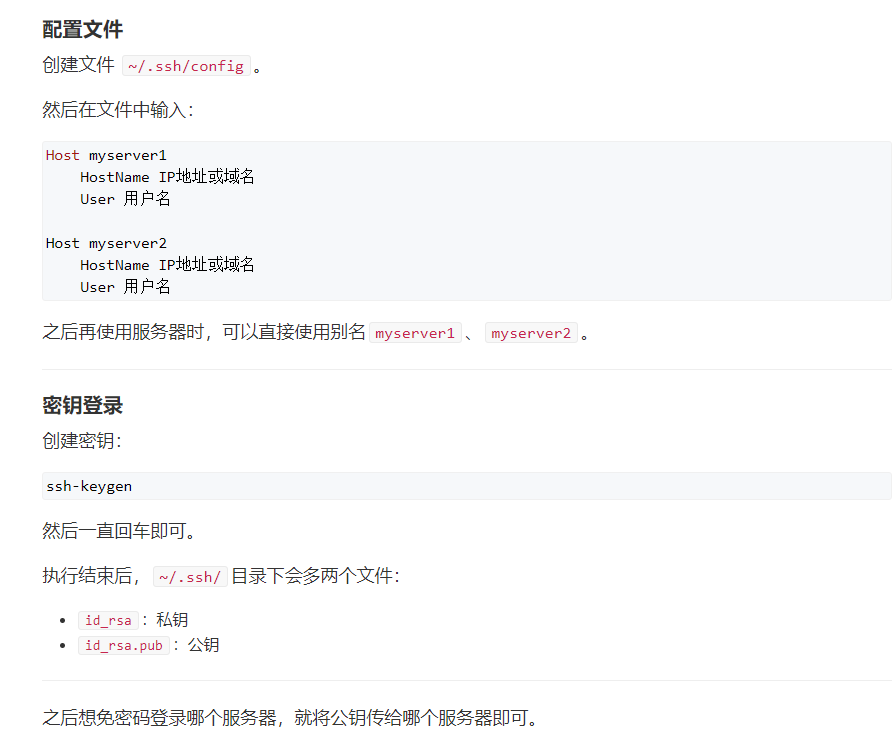 配置文件
创建文件 ~/.ssh/config 。
然后在文件中输入：
Host myserver1
    HostName IP地址或域名
    User 用户名

Host myserver2
    HostName IP地址或域名
    User 用户名
之后再使用服务器时，可以直接使用别名 myserver1 、 myserver2 。
密钥登录
创建密钥：
ssh-keygen
然后一直回车即可。
执行结束后， ~/.ssh/ 目录下会多两个文件：
• id_rsa ：私钥
• id_rsa.pub ：公钥
之后想免密码登录哪个服务器，就将公钥传给哪个服务器即可。